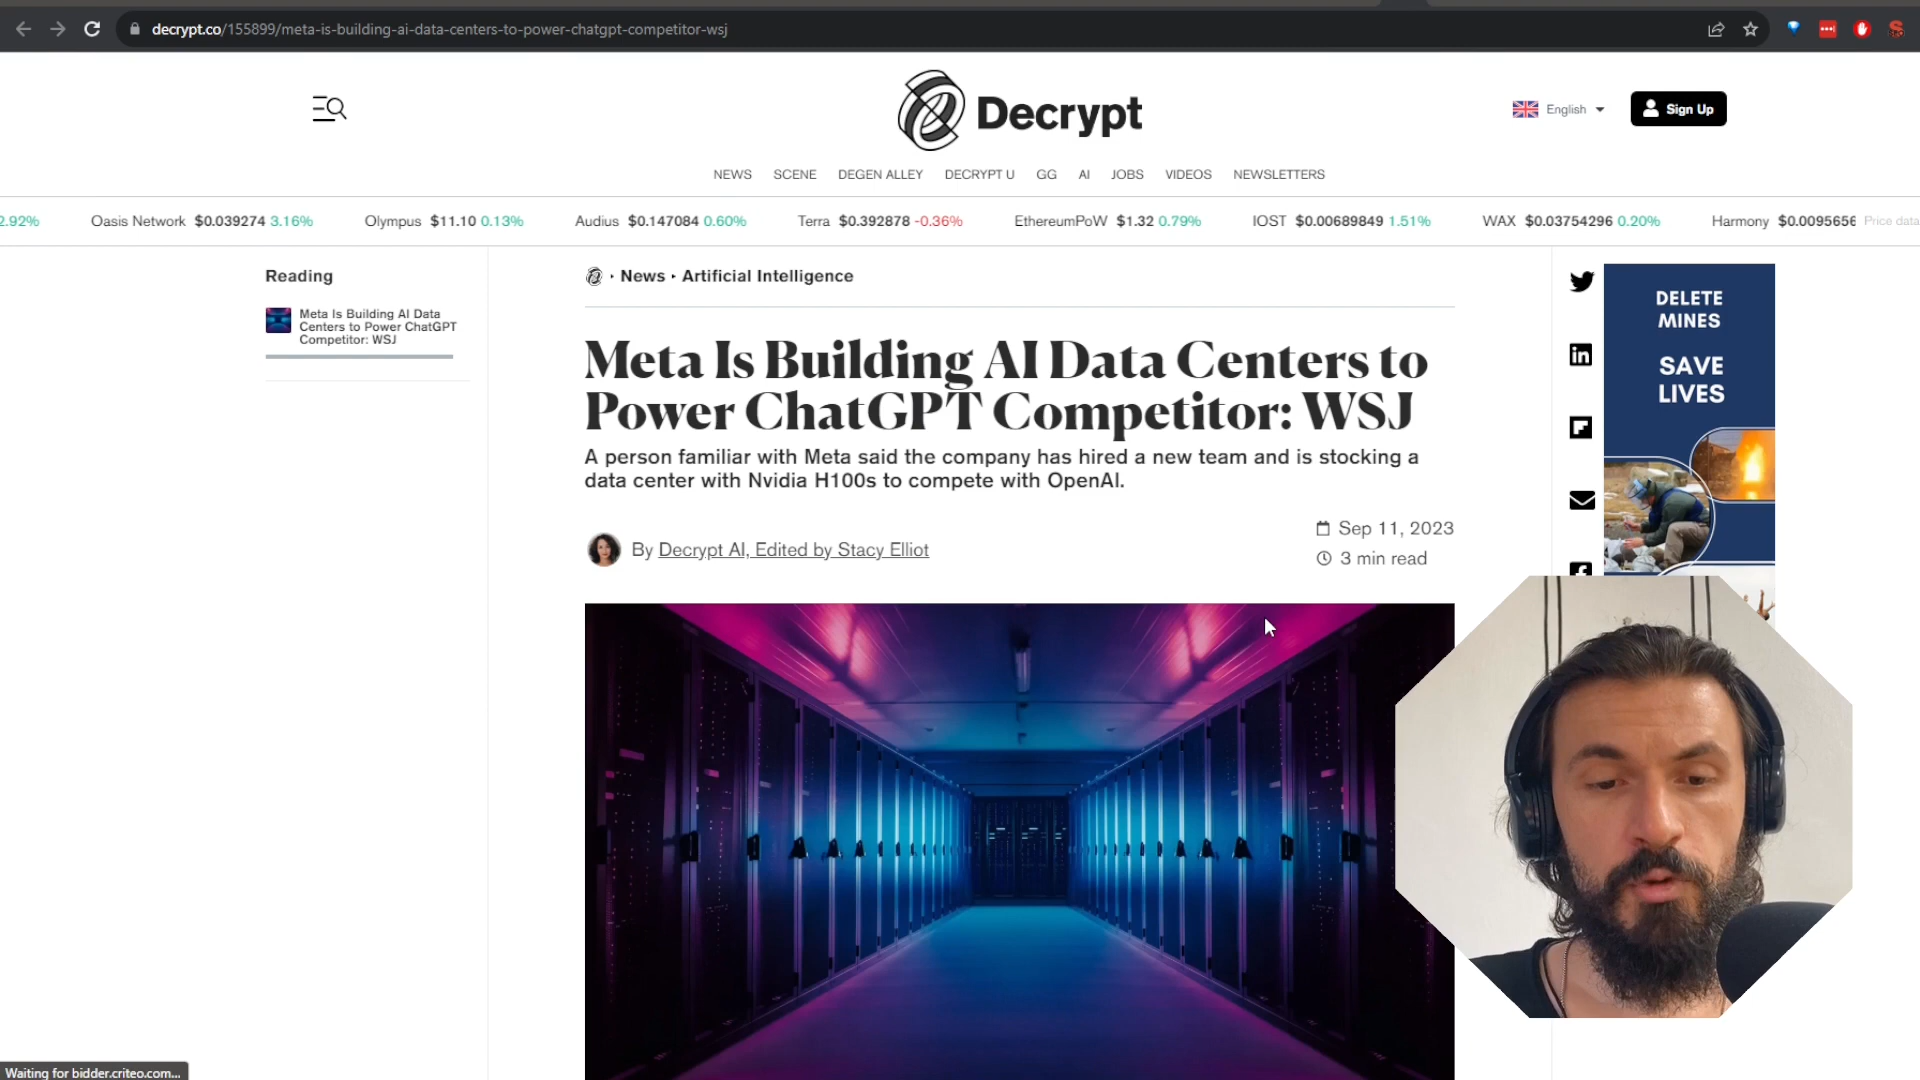 decrypt.co/155899/meta-is-building-ai-data-centers-to-power-chatgpt-competitor-wsj
Decrypt
English
Sign Up
NEWS SCENE DEGEN ALLEY DECRYPT U GG AI JOBS VIDEOS NEWSLETTERS
2.92% Oasis Network $0.039274 3.16% Olympus $11.10 0.13% Audius $0.147084 0.60% Terra $0.392878 -0.36% EthereumPoW $1.32 0.79% IOST $0.00689849 1.51% WAX $0.03754296 0.20% Harmony $0.0095656 Price data
Reading
Meta Is Building AI Data
Centers to Power ChatGPT
Competitor: WSJ
News · Artificial Intelligence
Meta Is Building AI Data Centers to
Power ChatGPT Competitor: WSJ
A person familiar with Meta said the company has hired a new team and is stocking a
data center with Nvidia H100s to compete with OpenAI.
By Decrypt AI, Edited by Stacy Elliot
Sep 11, 2023
3 min read
DELETE
MINES
SAVE
LIVES
Waiting for bidder.criteo.com...